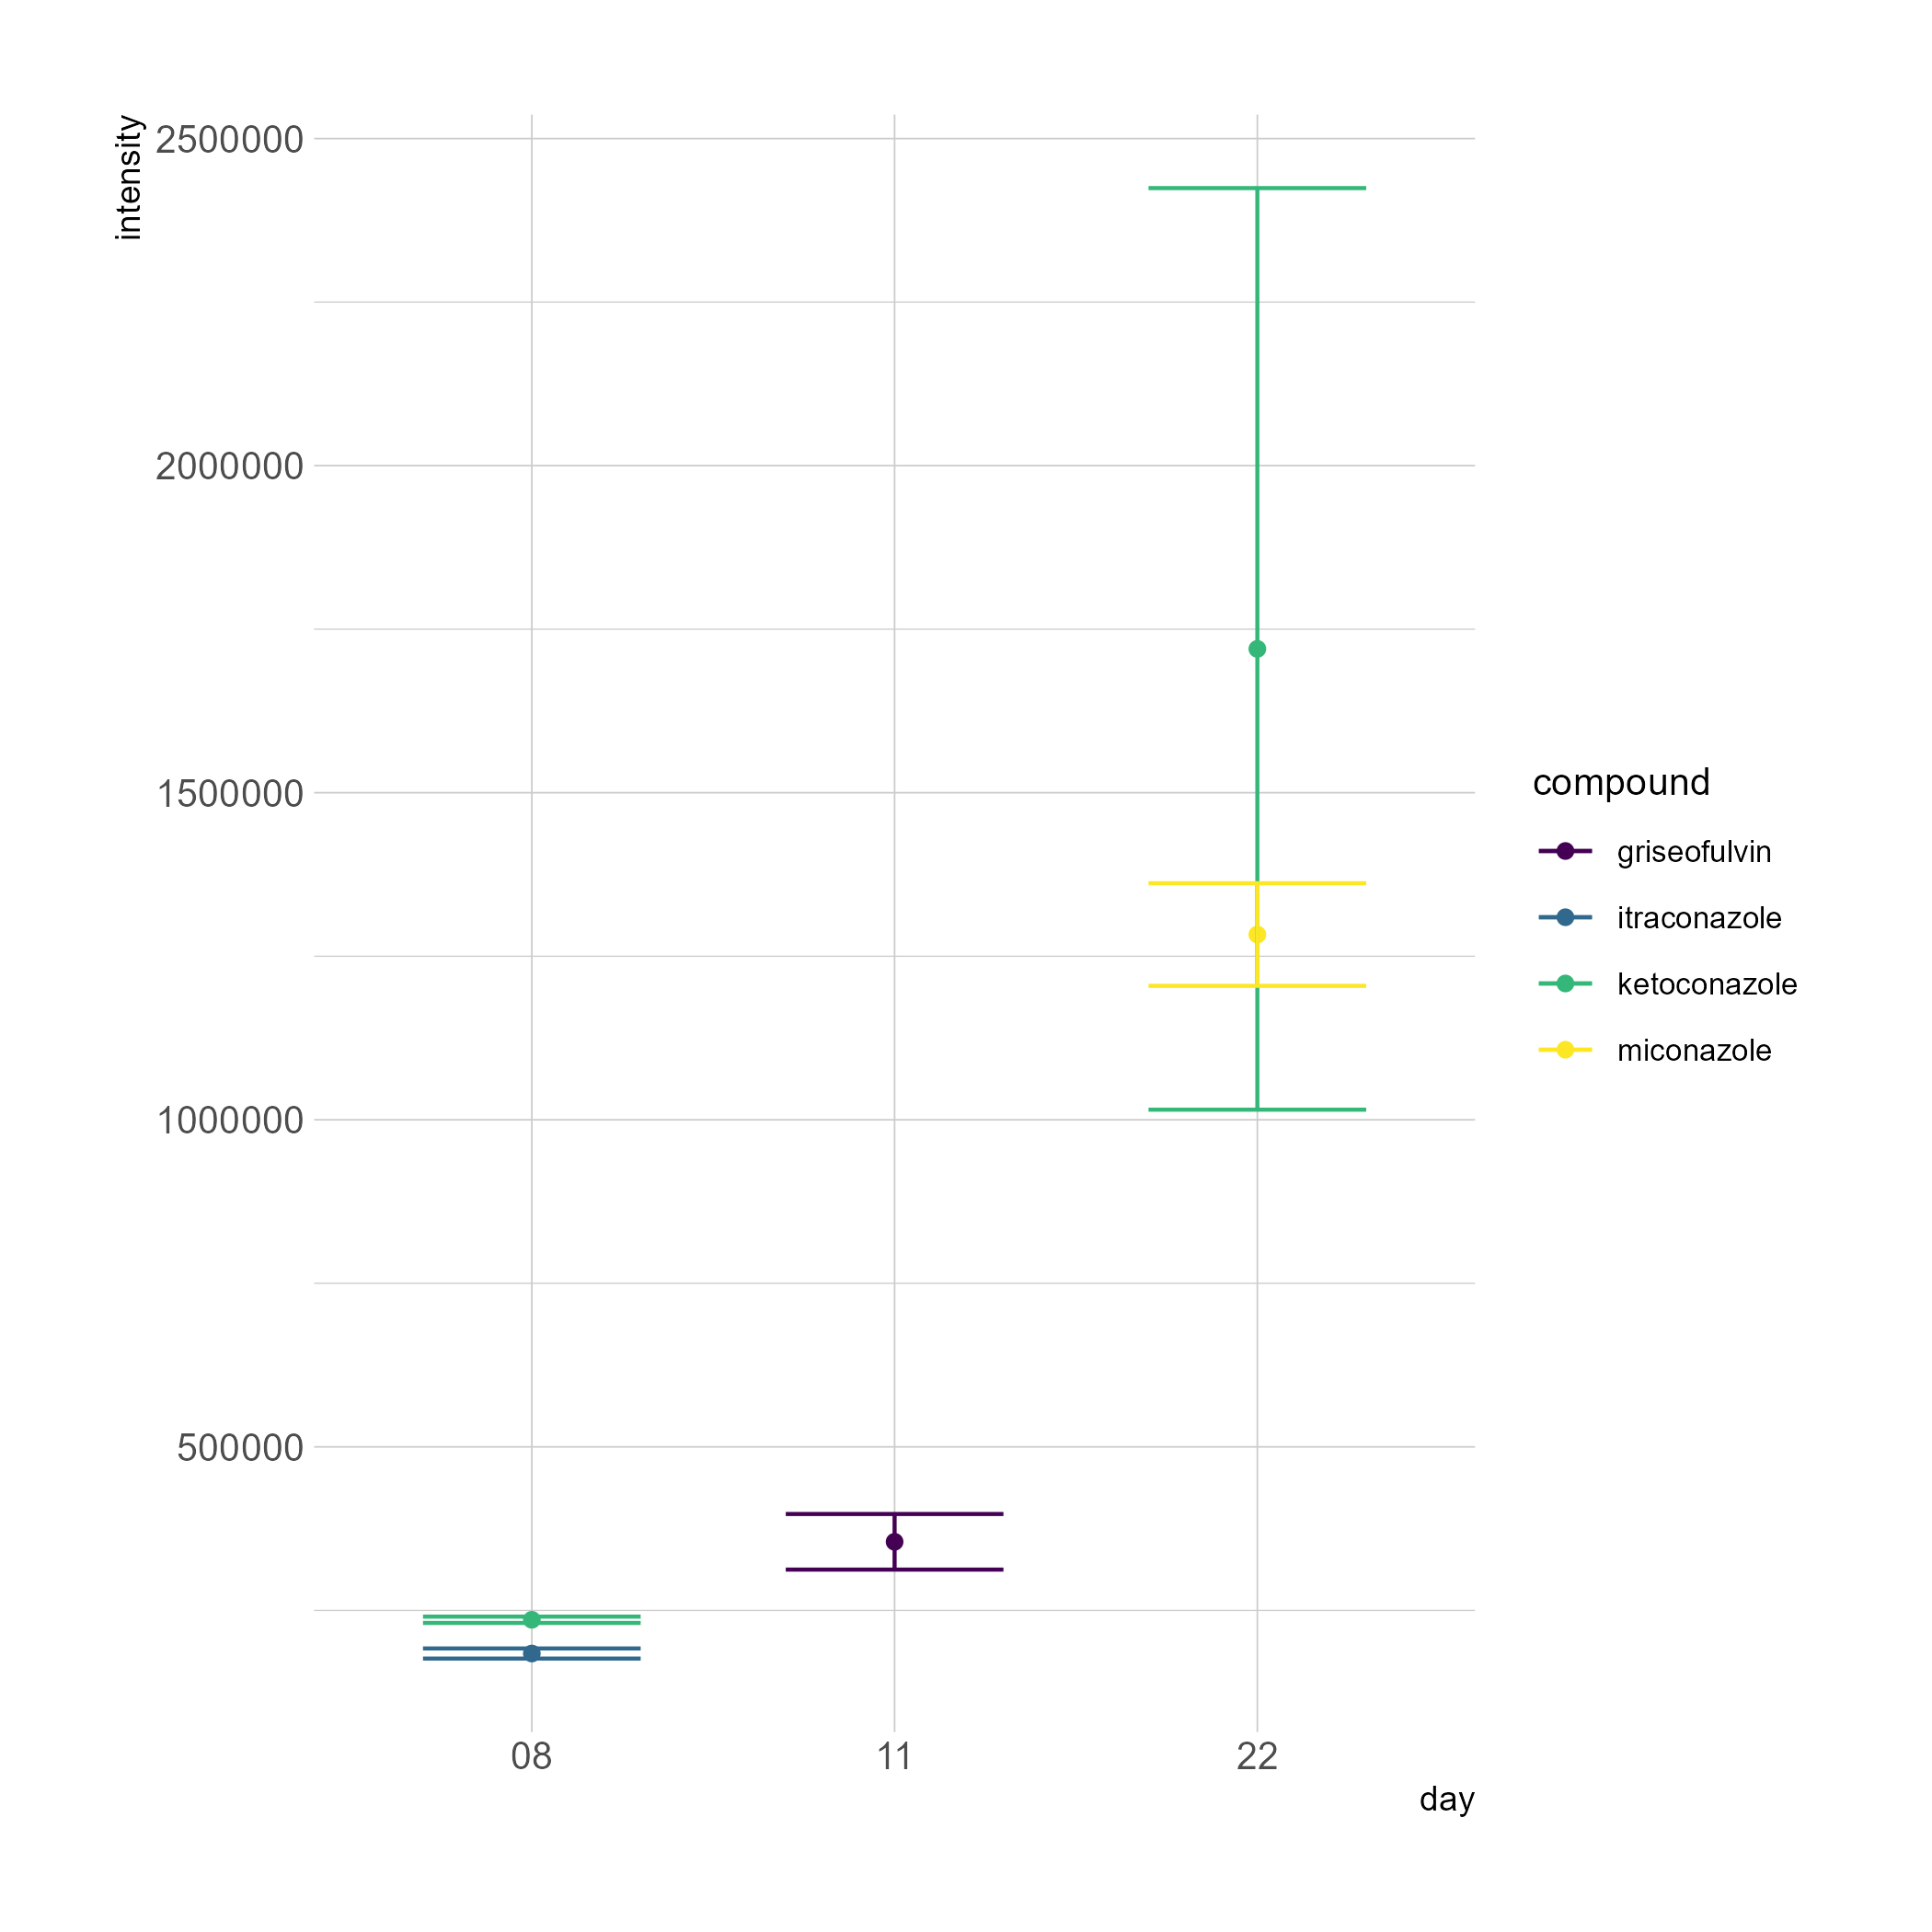 intensity
2500000
2000000
1500000
1000000
500000
08 11 22
day
compound
griseofulvin
itraconazole
ketoconazole
miconazole